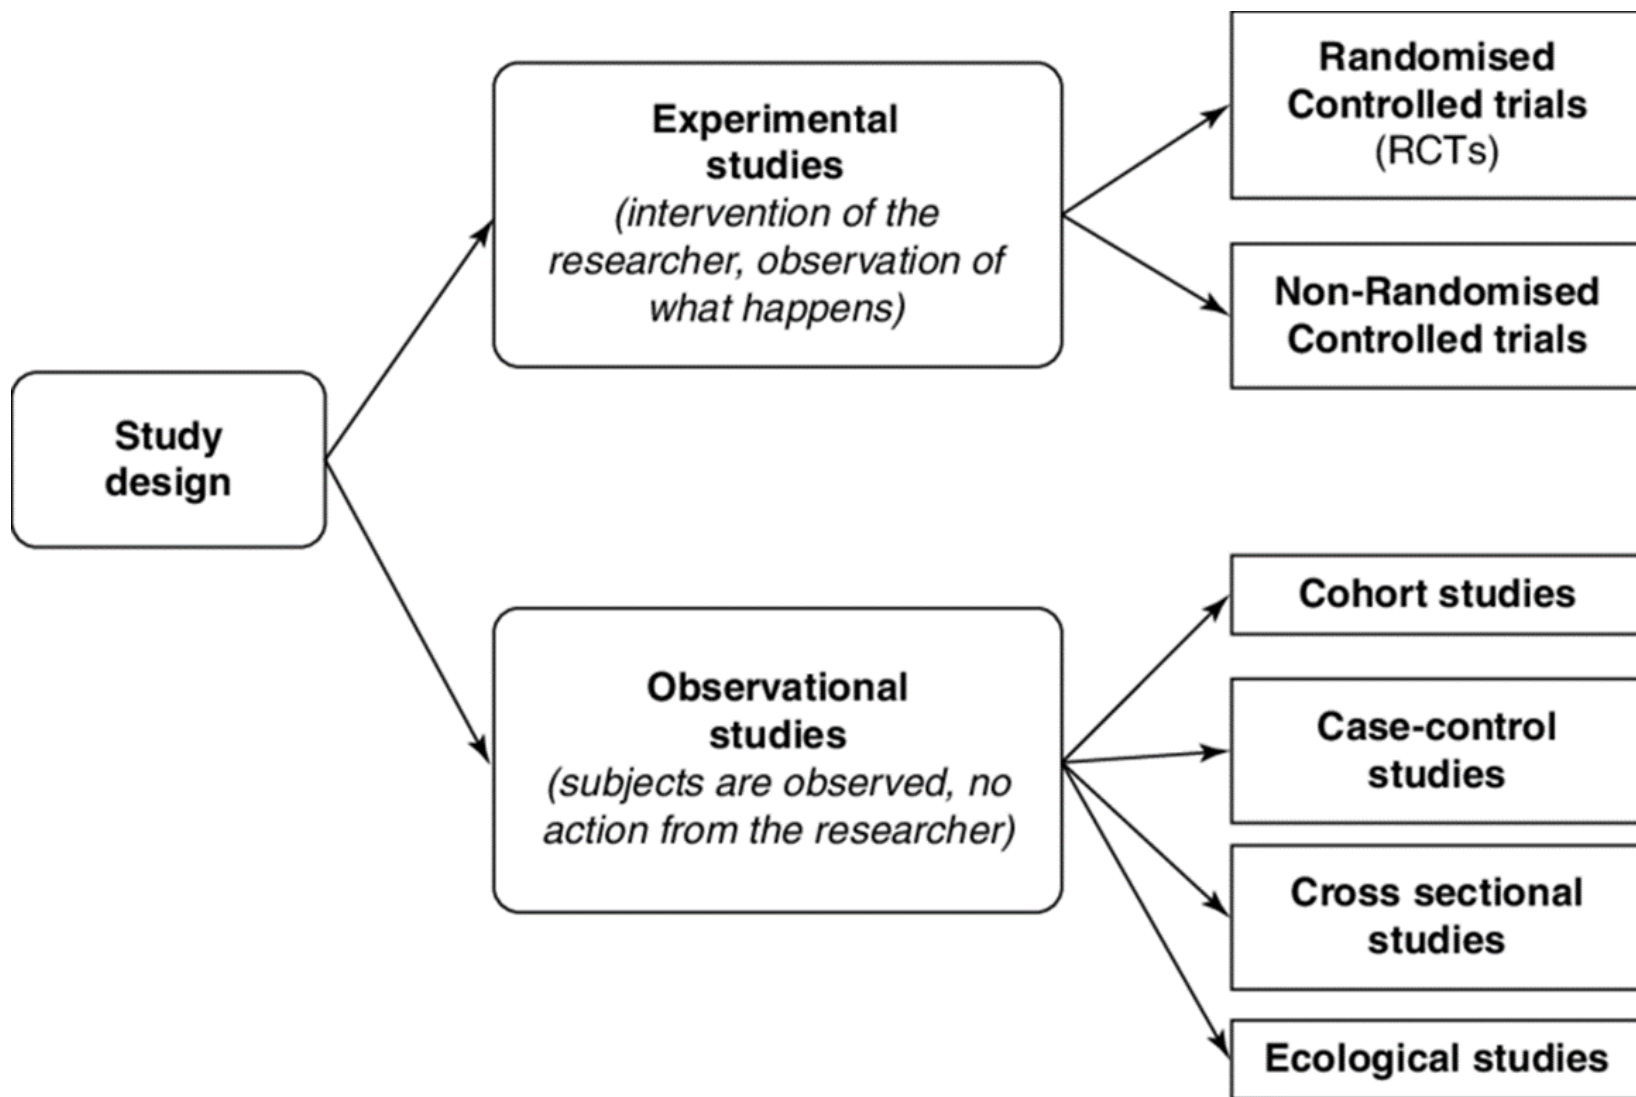 Study
design
Experimental
studies
(intervention of the
researcher, observation of
what happens)
Randomised
Controlled trials
(RCTs)
Non-Randomised
Controlled trials
Observational
studies
(subjects are observed, no
action from the researcher)
Cohort studies
Case-control
studies
Cross sectional
studies
Ecological studies